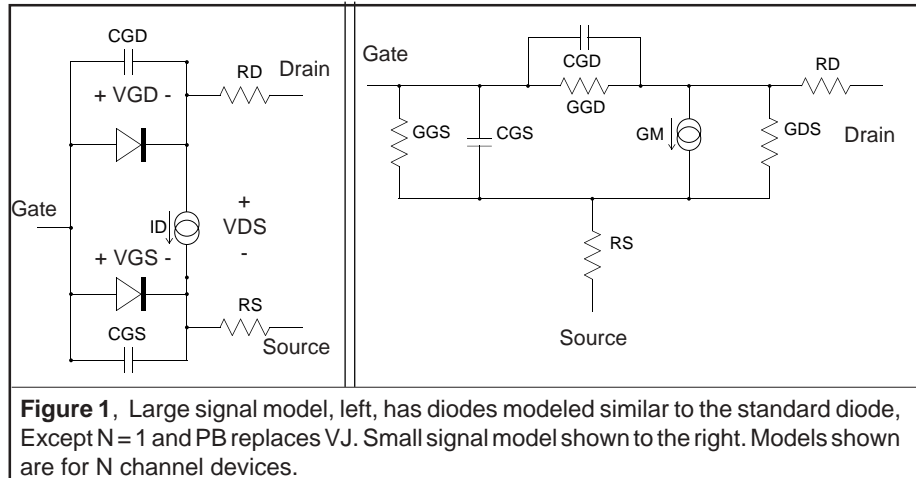 CGD
+ VGD -
RD
Drain
Gate
ID
+
VDS
-
+ VGS -
CGS
RS
Source
Gate
CGD
GGD
RD
Drain
GGS
CGS
GM
GDS
RS
Source
Figure 1, Large signal model, left, has diodes modeled similar to the standard diode,
Except N = 1 and PB replaces VJ. Small signal model shown to the right. Models shown
are for N channel devices.